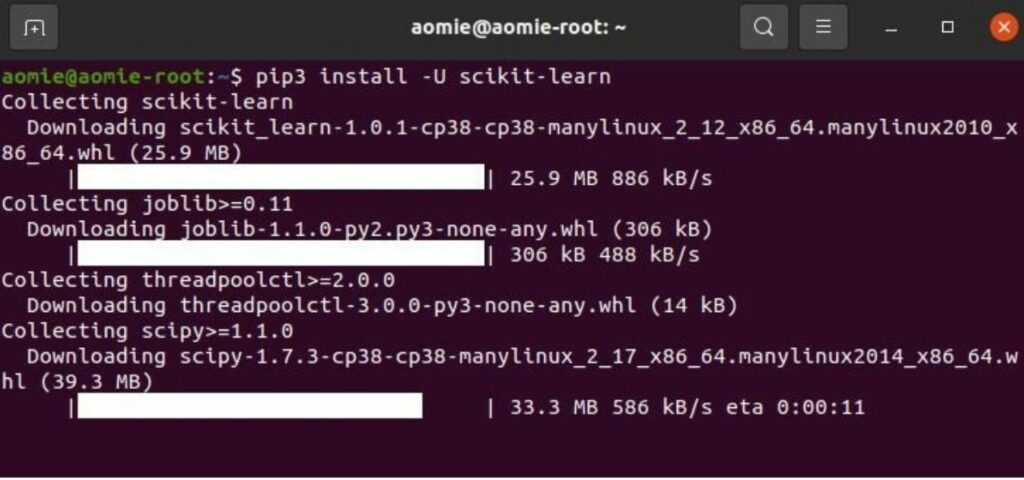 aomie@aomie-root: ~
aomie@aomie-root:~$ pip3 install -U scikit-learn
Collecting scikit-learn
  Downloading scikit_learn-1.0.1-cp38-cp38-manylinux_2_12_x86_64.manylinux2010_x
86_64.whl (25.9 MB)
     |                                | 25.9 MB 886 kB/s
Collecting joblib>=0.11
  Downloading joblib-1.1.0-py2.py3-none-any.whl (306 kB)
     |                                | 306 kB 488 kB/s
Collecting threadpoolctl>=2.0.0
  Downloading threadpoolctl-3.0.0-py3-none-any.whl (14 kB)
Collecting scipy>=1.1.0
  Downloading scipy-1.7.3-cp38-cp38-manylinux_2_17_x86_64.manylinux2014_x86_64.w
hl (39.3 MB)
     |                                | 33.3 MB 586 kB/s eta 0:00:11